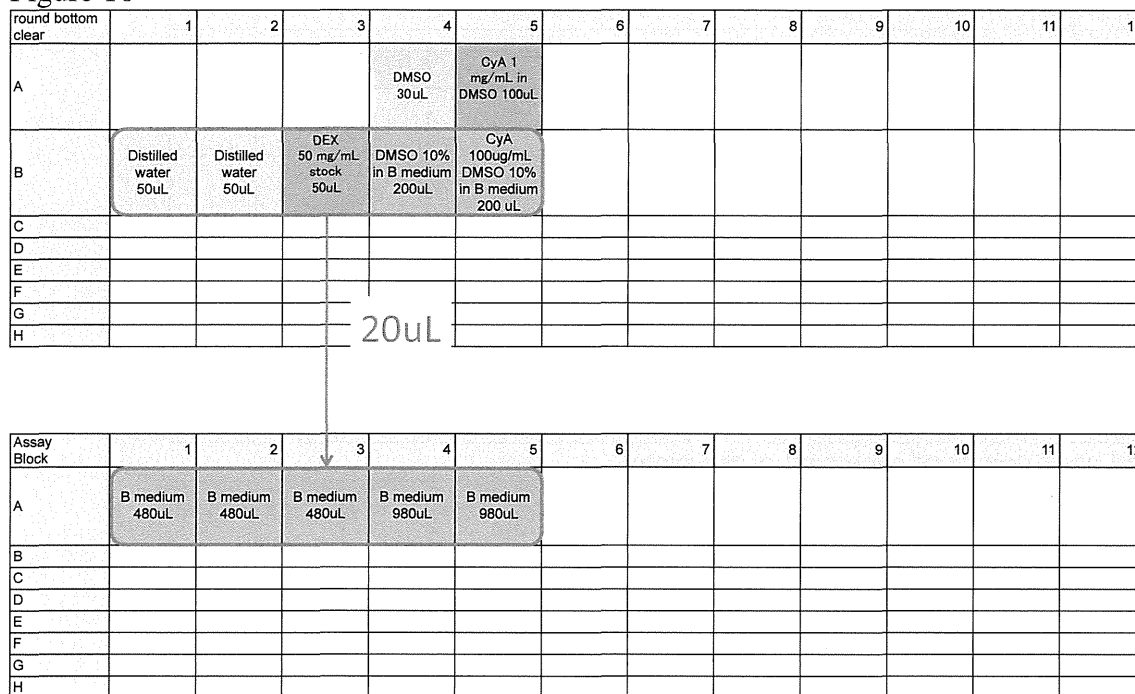 round bottom clear 1 2 3 4 5 6 7 8 9 10 11
A DMSO 30uL CyA 1 mg/mL in DMSO 100uL
B Distilled water 50uL Distilled water 50uL DEX 50 mg/mL stock 50uL DMSO 10% in B medium 200uL CyA 100ug/mL DMSO 10% in B medium 200 uL
C
D
E
F
G
H
20uL
Assay Block 1 2 3 4 5 6 7 8 9 10 11
A B medium 480uL B medium 480uL B medium 480uL B medium 980uL B medium 980uL
B
C
D
E
F
G
H